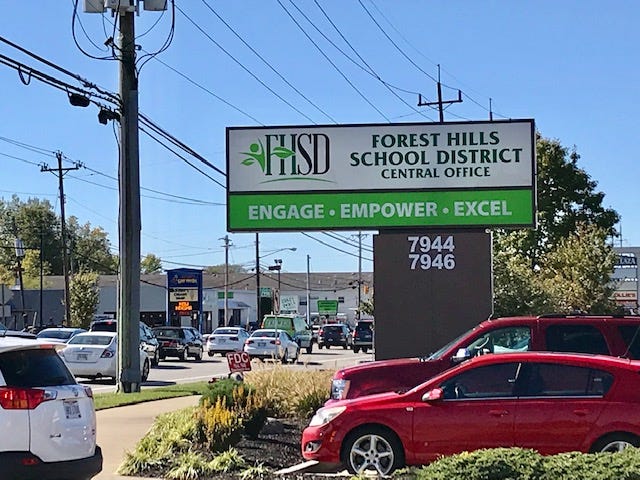 FHSD
FOREST HILLS
SCHOOL DISTRICT
CENTRAL OFFICE
ENGAGE • EMPOWER • EXCEL
7944
7946
FDC